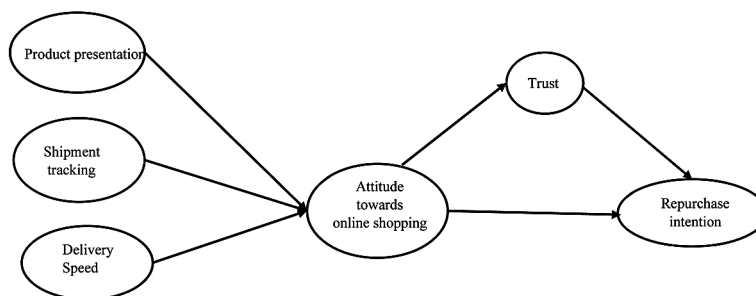 Product presentation
Shipment
tracking
Delivery
Speed
Attitude
towards
online shopping
Trust
Repurchase
intention